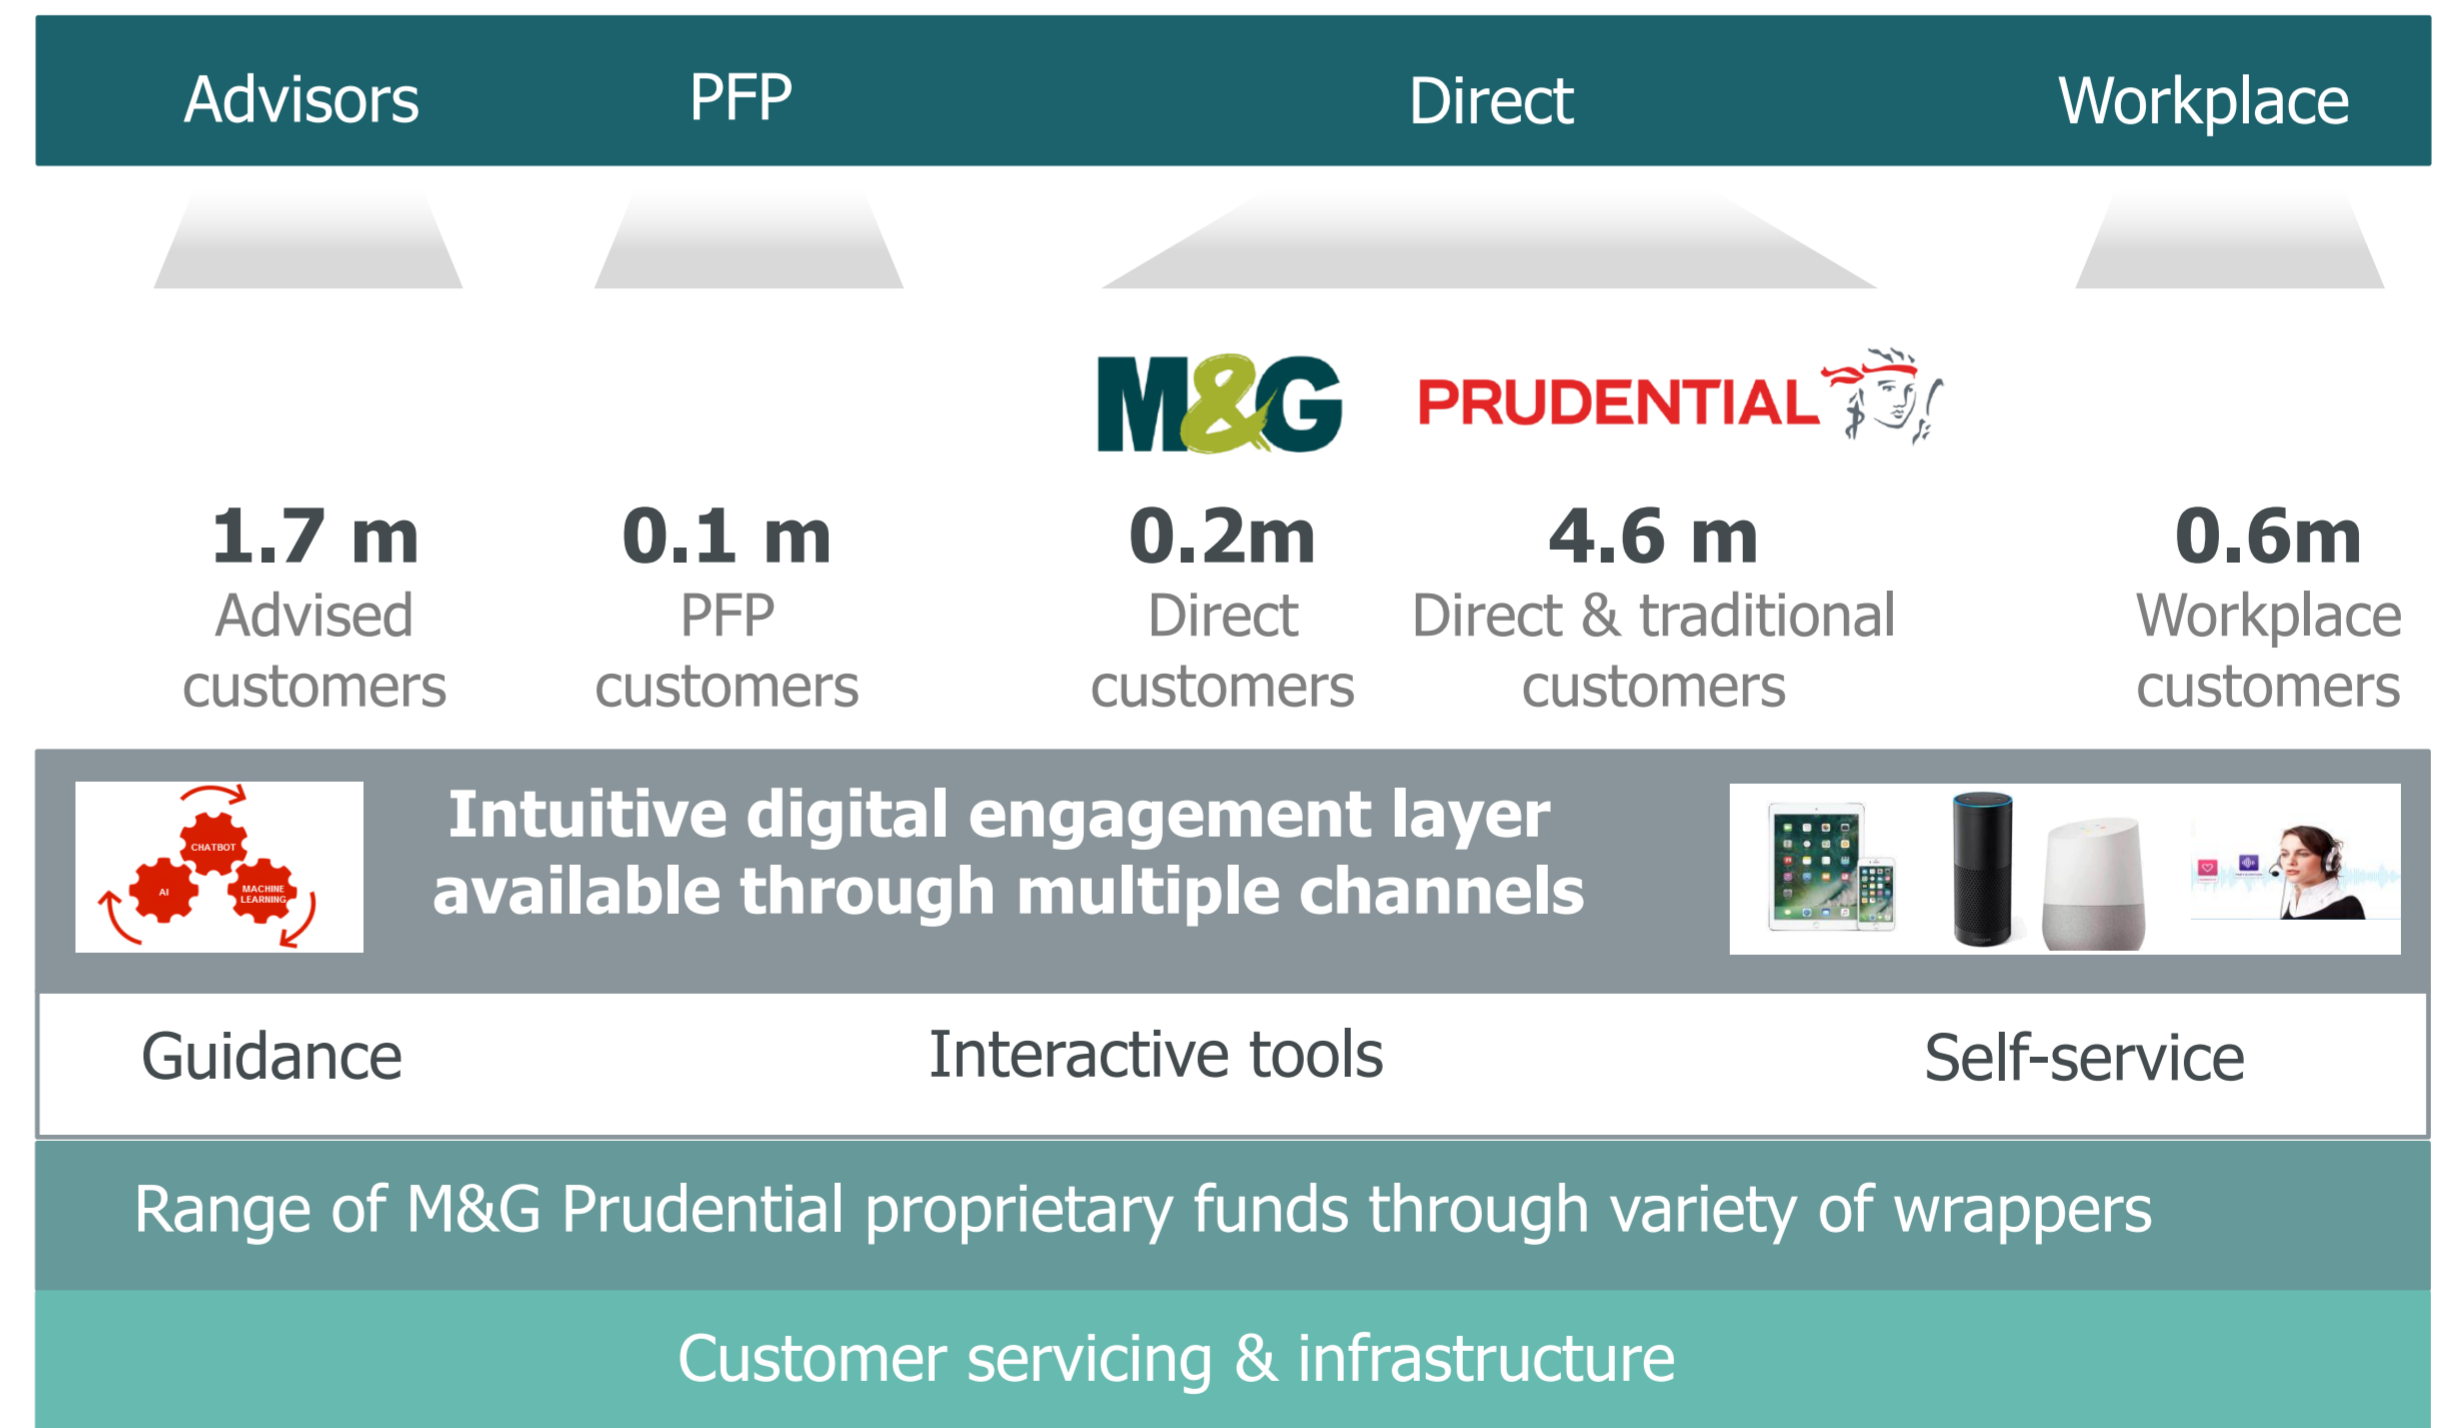 Advisors PFP Direct Workplace
M&G PRUDENTIAL
1.7 m 0.1 m 0.2m 4.6 m 0.6m
Advised PFP Direct Direct & traditional Workplace
customers customers customers customers customers
CHATBOT
AI
MACHINE
LEARNING
Intuitive digital engagement layer
available through multiple channels
Guidance Interactive tools Self-service
Range of M&G Prudential proprietary funds through variety of wrappers
Customer servicing & infrastructure